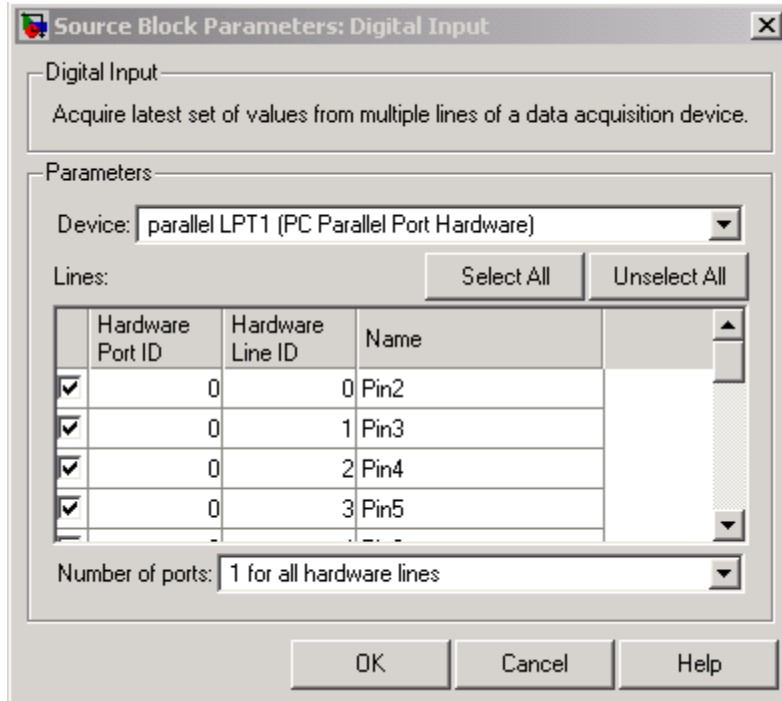 Source Block Parameters: Digital Input
Digital Input
Acquire latest set of values from multiple lines of a data acquisition device.
Parameters
Device: parallel LPT1 (PC Parallel Port Hardware)
Lines: Select All Unselect All
Hardware Port ID Hardware Line ID Name
0 0 Pin2
0 1 Pin3
0 2 Pin4
0 3 Pin5
Number of ports: 1 for all hardware lines
OK Cancel Help